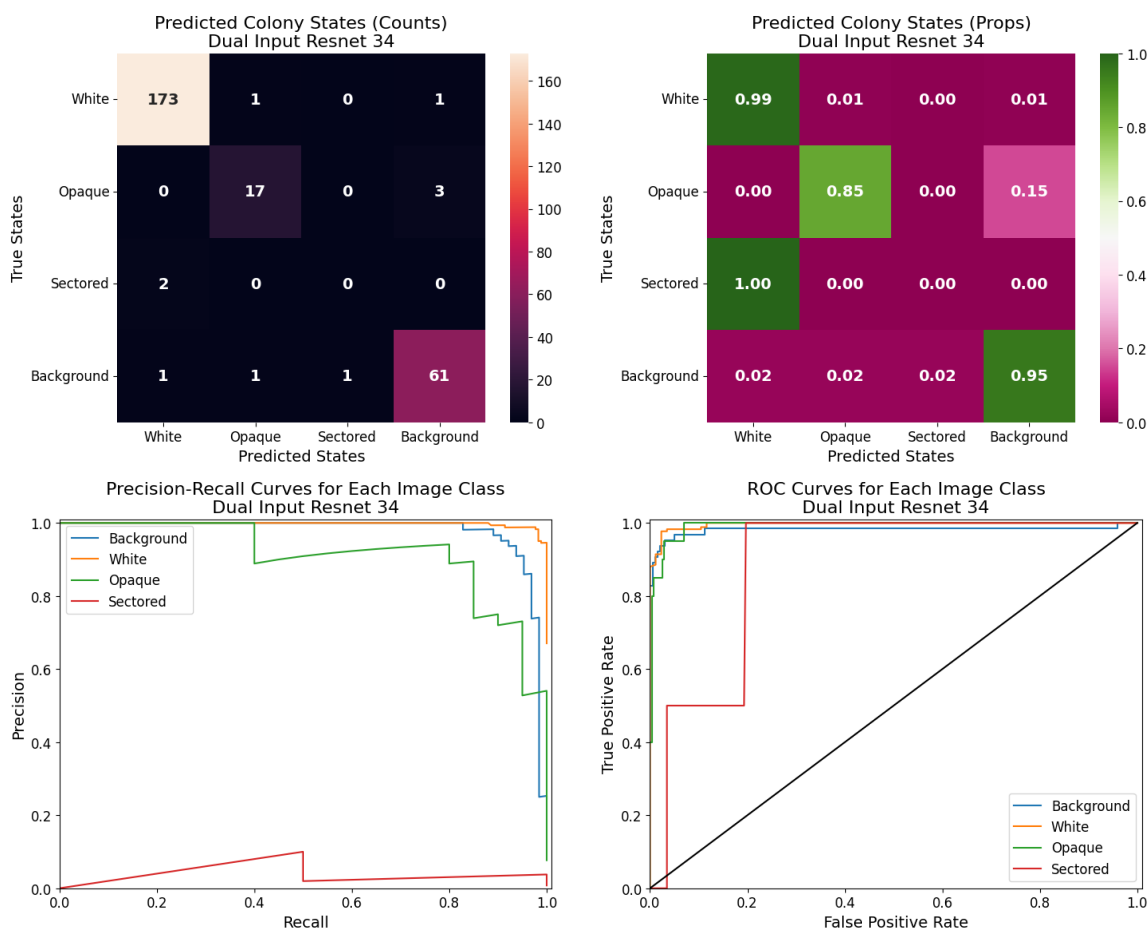 Predicted Colony States (Counts)
Dual Input Resnet 34
True States
White
Opaque
Sectored
Background
173 1 0 1
0 17 0 3
2 0 0 0
1 1 1 61
White Opaque Sectored Background
Predicted States
160
140
120
100
80
60
40
20
0
Predicted Colony States (Props)
Dual Input Resnet 34
True States
White
Opaque
Sectored
Background
0.99 0.01 0.00 0.01
0.00 0.85 0.00 0.15
1.00 0.00 0.00 0.00
0.02 0.02 0.02 0.95
White Opaque Sectored Background
Predicted States
1.0
0.8
0.6
0.4
0.2
0.0
Precision-Recall Curves for Each Image Class
Dual Input Resnet 34
Precision
1.0
0.8
0.6
0.4
0.2
0.0
Background
White
Opaque
Sectored
0.0 0.2 0.4 0.6 0.8 1.0
Recall
ROC Curves for Each Image Class
Dual Input Resnet 34
True Positive Rate
1.0
0.8
0.6
0.4
0.2
0.0
Background
White
Opaque
Sectored
0.0 0.2 0.4 0.6 0.8 1.0
False Positive Rate